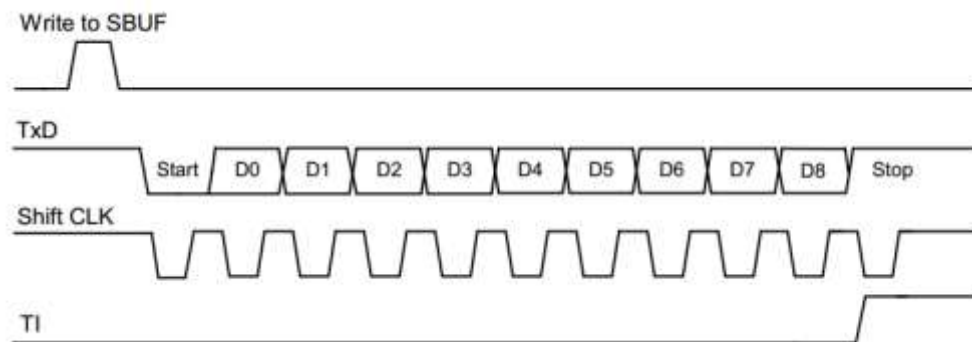 Write to SBUF
TxD
Start D0 D1 D2 D3 D4 D5 D6 D7 D8 Stop
Shift CLK
TI